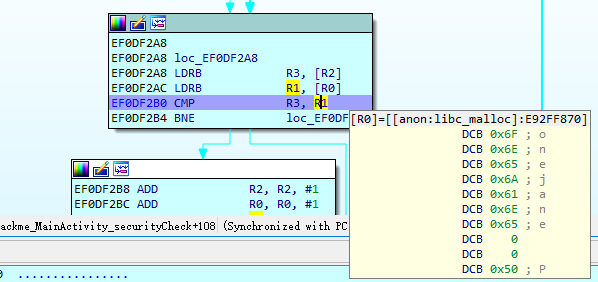 EF0DF2A8
EF0DF2A8 loc_EF0DF2A8
EF0DF2A8 LDRB R3, [R2]
EF0DF2AC LDRB R1, [R0]
EF0DF2B0 CMP R3, R1
EF0DF2B4 BNE loc_EF0DF
[R0]=[[anon:libc_malloc]:E92FF870]
DCB 0x6F ; o
DCB 0x6E ; n
DCB 0x65 ; e
DCB 0x6A ; j
DCB 0x61 ; a
DCB 0x6E ; n
DCB 0x65 ; e
DCB 0
DCB 0
DCB 0x50 ; P
EF0DF2B8 ADD R2, R2, #1
EF0DF2BC ADD R0, R0, #1
ackme_MainActivity_securityCheck+108 (Synchronized with PC
0 ................